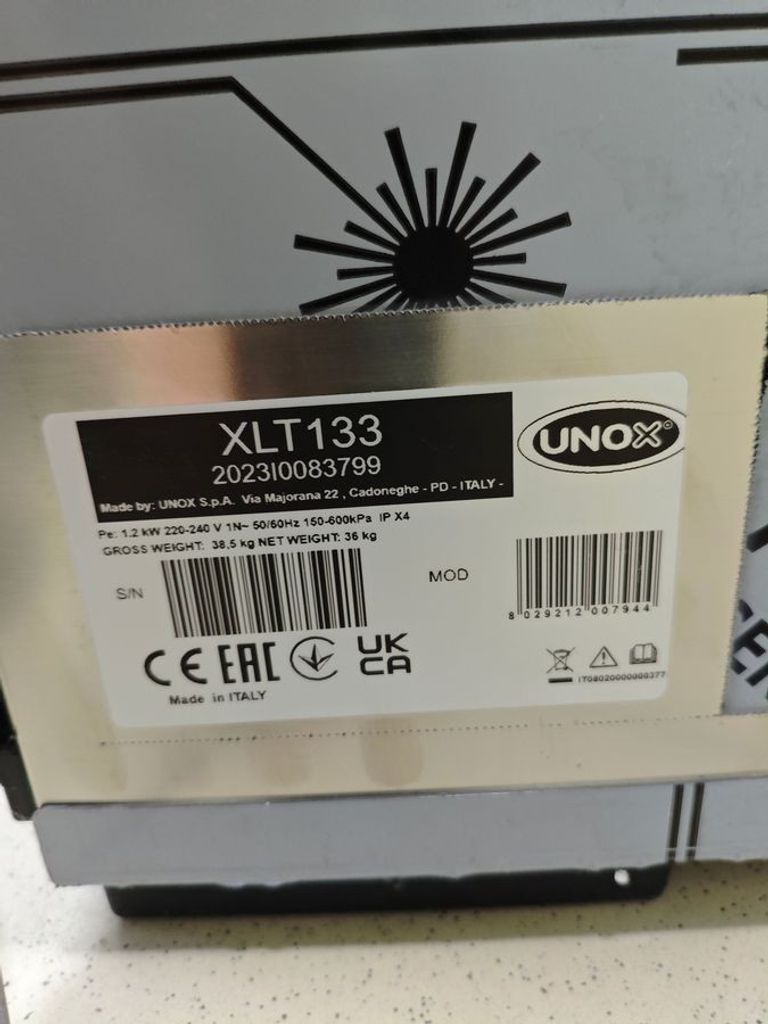 XLT133
2023I0083799
Made by: UNOX S.p.A. Via Majorana 22 , Cadoneghe - PD - ITALY -
UNOX
Pe: 1.2 kW 220-240 V 1N~ 50/60Hz 150-600kPa IP X4
GROSS WEIGHT: 38,5 kg NET WEIGHT: 36 kg
S/N
MOD
8 029212 007944
CE EAC UK CA
Made in ITALY
IT08020000000377